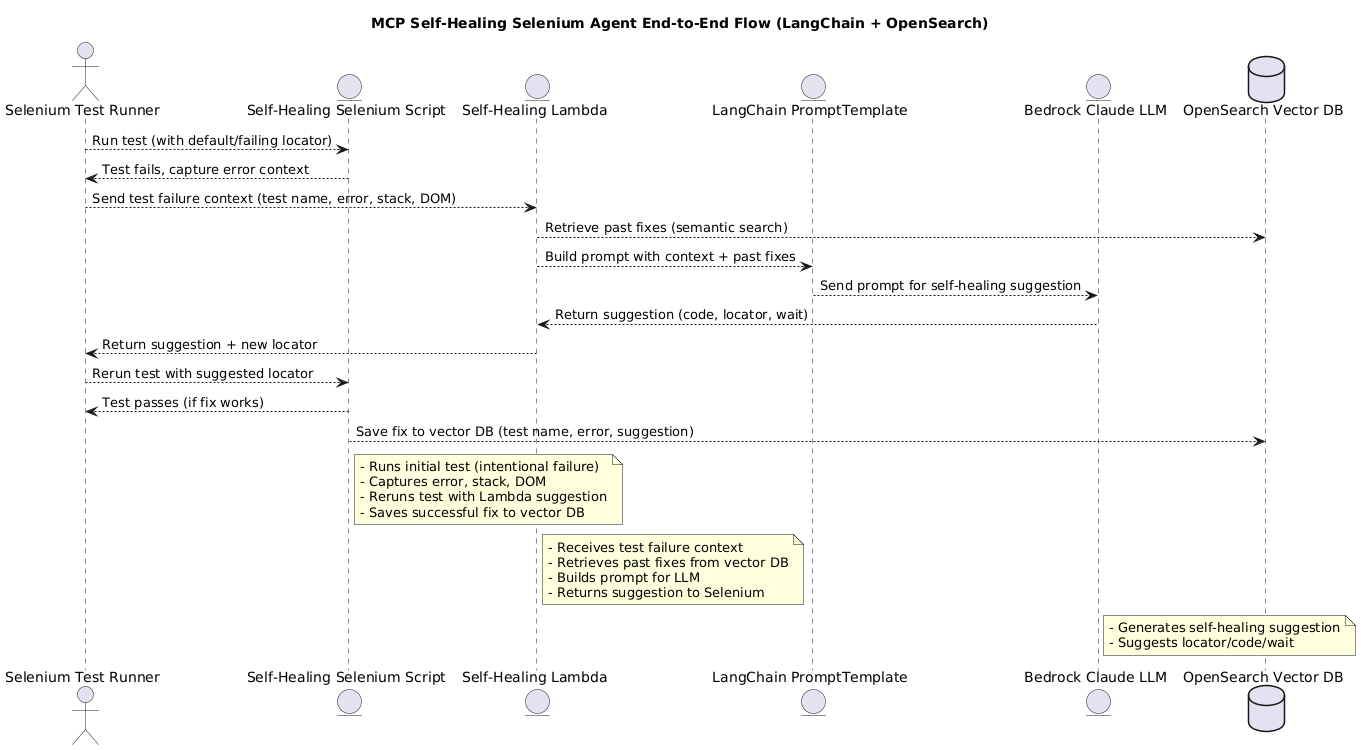 MCP Self-Healing Selenium Agent End-to-End Flow (LangChain + OpenSearch)
Selenium Test Runner
Self-Healing Selenium Script
Self-Healing Lambda
LangChain PromptTemplate
Bedrock Claude LLM
OpenSearch Vector DB
Run test (with default/failing locator)
Test fails, capture error context
Send test failure context (test name, error, stack, DOM)
Retrieve past fixes (semantic search)
Build prompt with context + past fixes
Send prompt for self-healing suggestion
Return suggestion (code, locator, wait)
Return suggestion + new locator
Rerun test with suggested locator
Test passes (if fix works)
Save fix to vector DB (test name, error, suggestion)
- Runs initial test (intentional failure)
- Captures error, stack, DOM
- Reruns test with Lambda suggestion
- Saves successful fix to vector DB
- Receives test failure context
- Retrieves past fixes from vector DB
- Builds prompt for LLM
- Returns suggestion to Selenium
- Generates self-healing suggestion
- Suggests locator/code/wait
Selenium Test Runner
Self-Healing Selenium Script
Self-Healing Lambda
LangChain PromptTemplate
Bedrock Claude LLM
OpenSearch Vector DB